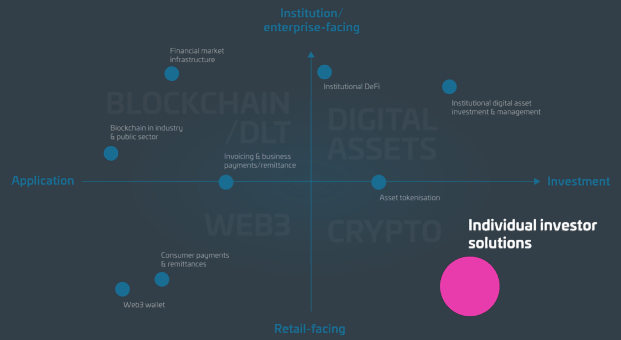 Institution/
enterprise-facing
Financial market
infrastructure
Institutional DeFi
Institutional digital asset
investment & management
BLOCKCHAIN
/DLT
DIGITAL
ASSETS
Blockchain in industry
& public sector
Invoicing & business
payments/remittance
Application
Investment
Asset tokenisation
WEB3
CRYPTO
Individual investor
solutions
Consumer payments
& remittances
Web3 wallet
Retail-facing